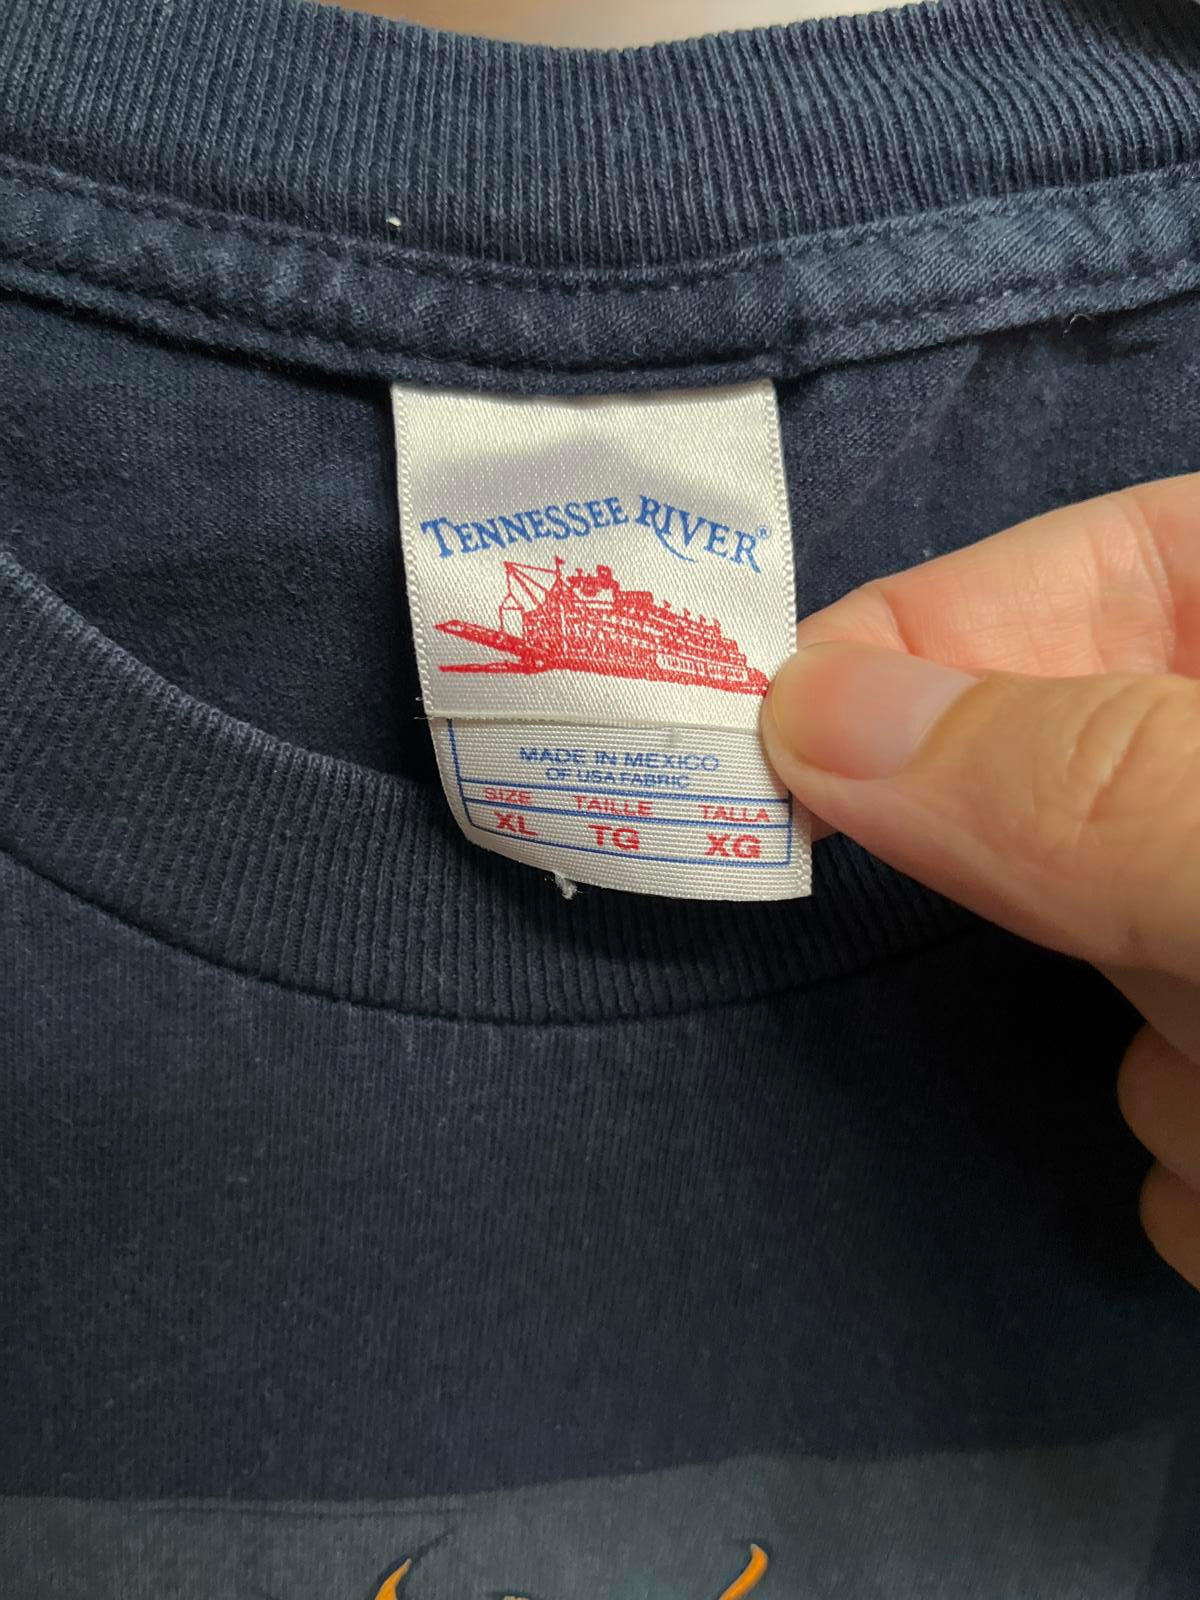 TENNESSEE RIVER®
MADE IN MEXICO
OF USA FABRIC
SIZE TAILLE TALLA
XL TG XG